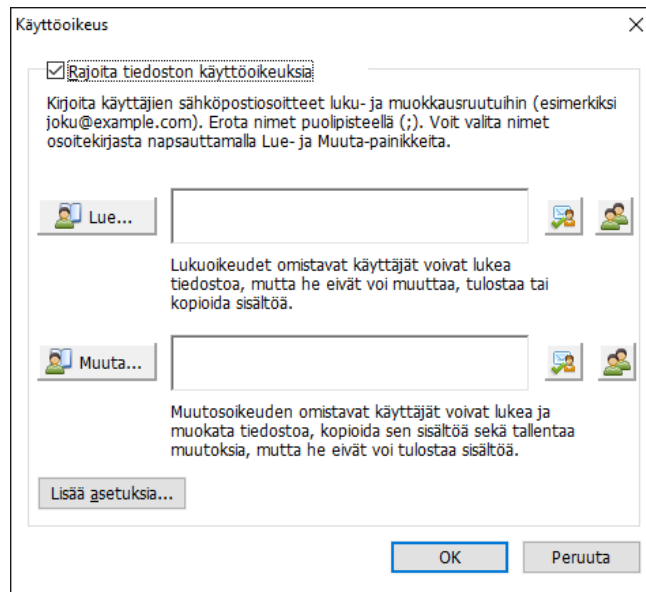 Käyttöoikeus
Rajoita tiedoston käyttöoikeuksia
Kirjoita käyttäjien sähköpostiosoitteet luku- ja muokkausruutuihin (esimerkiksi
joku@example.com). Erota nimet puolipisteellä (;). Voit valita nimet
osoitekirjasta napsauttamalla Lue- ja Muuta-painikkeita.
Lue...
Lukuoikeudet omistavat käyttäjät voivat lukea
tiedostoa, mutta he eivät voi muuttaa, tulostaa tai
kopioida sisältöä.
Muuta...
Muutosoikeuden omistavat käyttäjät voivat lukea ja
muokata tiedostoa, kopioida sen sisältöä sekä tallentaa
muutoksia, mutta he eivät voi tulostaa sisältöä.
Lisää asetuksia...
OK Peruuta